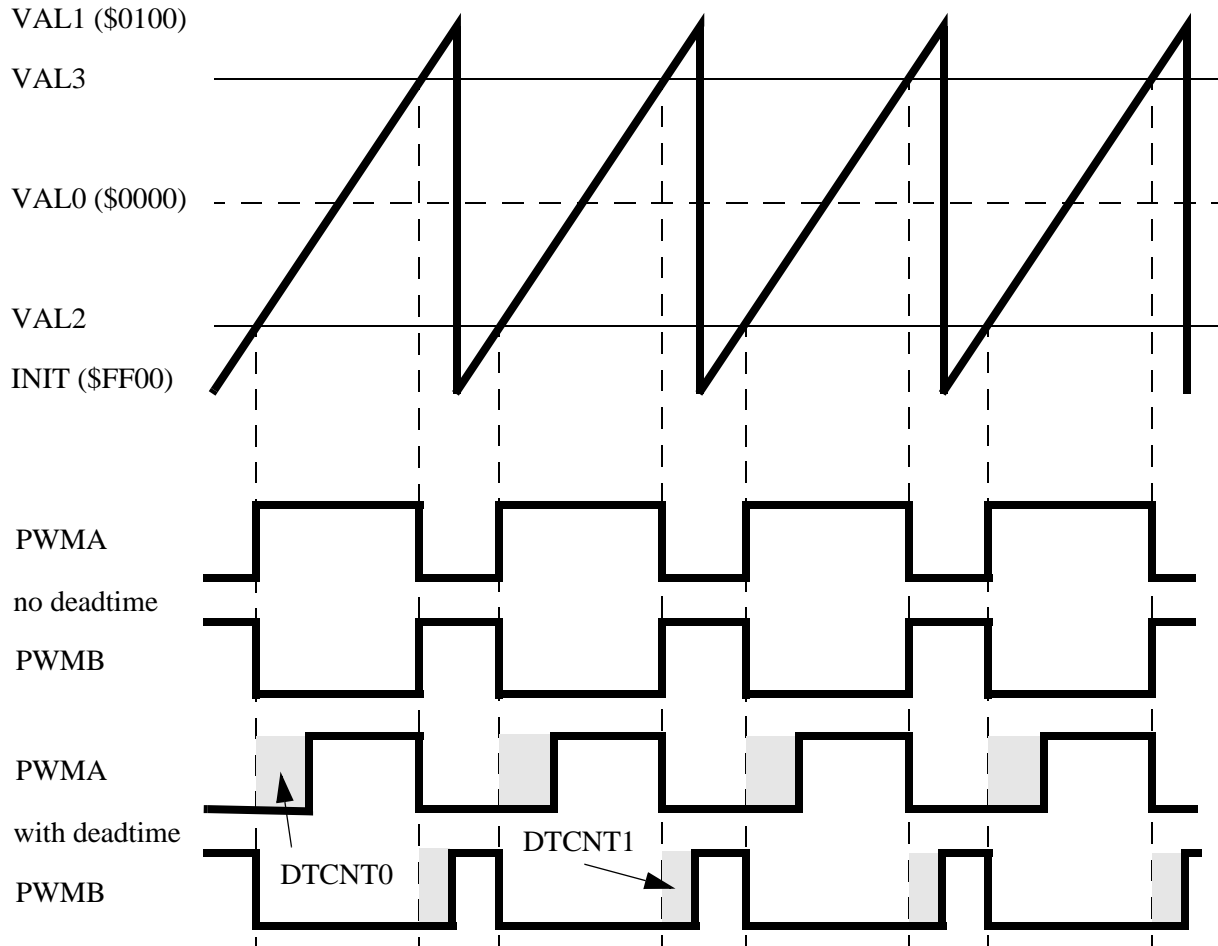 VAL1 ($0100)
VAL3
VAL0 ($0000)
VAL2
INIT ($FF00)
PWMA
no deadtime
PWMB
PWMA
with deadtime
DTCNT1
DTCNT0
PWMB